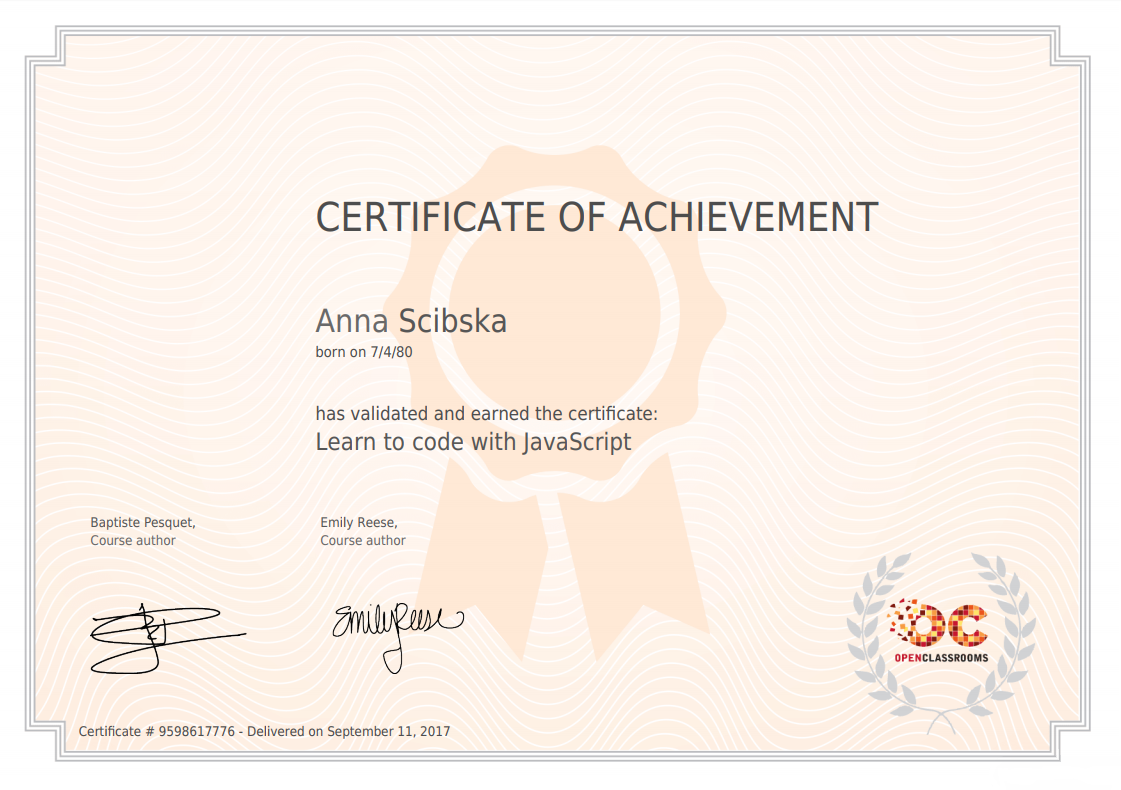 CERTIFICATE OF ACHIEVEMENT
Anna Scibska
born on 7/4/80
has validated and earned the certificate:
Learn to code with JavaScript
Baptiste Pesquet,
Course author
Emily Reese,
Course author
EmilyReese
OC
OPENCLASSROOMS
Certificate # 9598617776 - Delivered on September 11, 2017